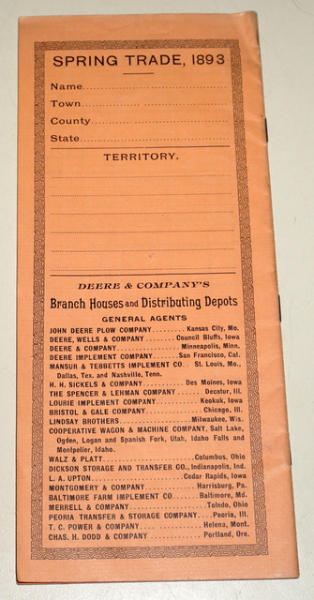 SPRING TRADE, 1893
Name
Town
County
State
TERRITORY.
DEERE & COMPANY'S
Branch Houses and Distributing Depots
GENERAL AGENTS
JOHN DEERE PLOW COMPANY..........Kansas City, Mo.
DEERE, WELLS & COMPANY..........Council Bluffs, Iowa
DEERE & COMPANY..........Minneapolis, Minn.
DEERE IMPLEMENT COMPANY..........San Francisco, Cal.
MANSUR & TEBBETTS IMPLEMENT CO...St. Louis, Mo.,
Dallas, Tex. and Nashville, Tenn.
H. H. SICKELS & COMPANY..........Des Moines, Iowa
THE SPENCER & LEHMAN COMPANY..........Decatur, Ill.
LOURIE IMPLEMENT COMPANY..........Keokuk, Iowa
BRISTOL & GALE COMPANY..........Chicago, Ill.
LINDSAY BROTHERS..........Milwaukee, Wis.
COOPERATIVE WAGON & MACHINE COMPANY, Salt Lake,
Ogden, Logan and Spanish Fork, Utah, Idaho Falls and
Montpelier, Idaho.
WALZ & PLATT..........Columbus, Ohio
DICKSON STORAGE AND TRANSFER CO., Indianapolis, Ind.
L. A. UPTON..........Cedar Rapids, Iowa
MONTGOMERY & COMPANY..........Harrisburg, Pa.
BALTIMORE FARM IMPLEMENT CO..........Baltimore, Md.
MERRELL & COMPANY..........Toledo, Ohio
PEORIA TRANSFER & STORAGE COMPANY....Peoria, Ill.
T. C. POWER & COMPANY..........Helena, Mont.
CHAS. H. DODD & COMPANY..........Portland, Ore.